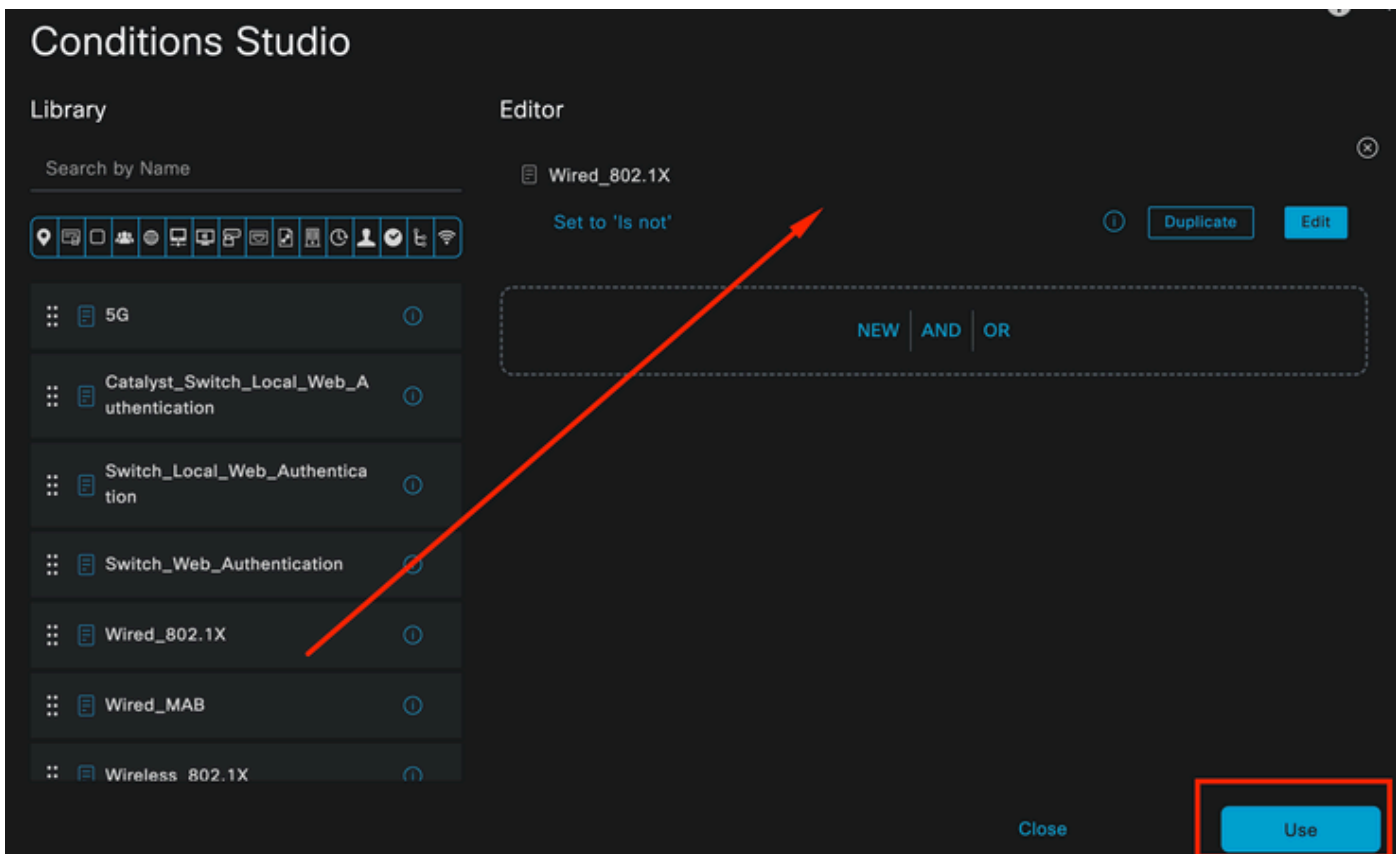 Conditions Studio
Library
Search by Name
5G
Catalyst_Switch_Local_Web_A
uthentication
Switch_Local_Web_Authentica
tion
Switch_Web_Authentication
Wired_802.1X
Wired_MAB
Wireless_802.1X
Editor
Wired_802.1X
Set to 'Is not'
Duplicate
Edit
NEW AND OR
Close
Use